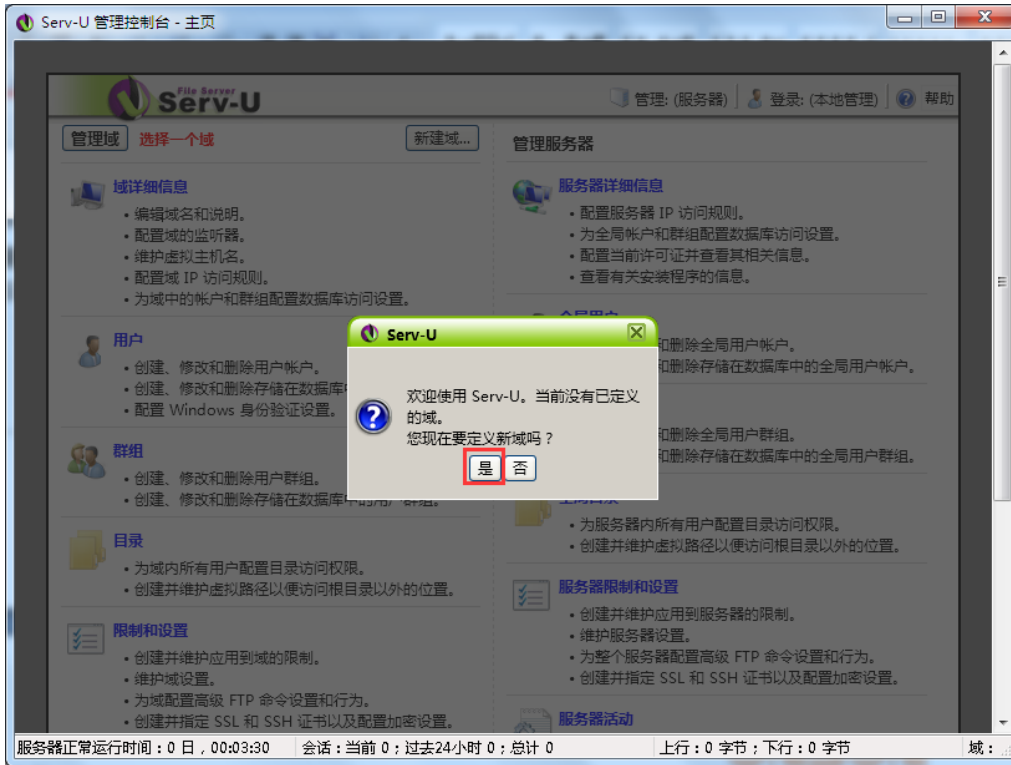 Serv-U 管理控制台 - 主页
File Server
Serv-U
管理: (服务器) 登录: (本地管理) 帮助
管理域 选择一个域 新建域...
域详细信息
• 编辑域名和说明。
• 配置域的监听器。
• 维护虚拟主机名。
• 配置域 IP 访问规则。
• 为域中的帐户和群组配置数据库访问设置。
用户
• 创建、修改和删除用户帐户。
• 创建、修改和删除存储在数据库
• 配置 Windows 身份验证设置。
群组
• 创建、修改和删除用户群组。
• 创建、修改和删除存储在数据库中的用户群组。
目录
• 为域内所有用户配置目录访问权限。
• 创建并维护虚拟路径以便访问根目录以外的位置。
限制和设置
• 创建并维护应用到域的限制。
• 维护域设置。
• 为域配置高级 FTP 命令设置和行为。
• 创建并指定 SSL 和 SSH 证书以及配置加密设置。
管理服务器
服务器详细信息
• 配置服务器 IP 访问规则。
• 为全局帐户和群组配置数据库访问设置。
• 配置当前许可证并查看其相关信息。
• 查看有关安装程序的信息。
全局用户
和删除全局用户帐户。
和删除存储在数据库中的全局用户帐户。
和删除全局用户群组。
和删除存储在数据库中的全局用户群组。
全局目录
• 为服务器内所有用户配置目录访问权限。
• 创建并维护虚拟路径以便访问根目录以外的位置。
服务器限制和设置
• 创建并维护应用到服务器的限制。
• 维护服务器设置。
• 为整个服务器配置高级 FTP 命令设置和行为。
• 创建并指定 SSL 和 SSH 证书以及配置加密设置。
服务器活动
Serv-U
欢迎使用 Serv-U。当前没有已定义
的域。
您现在要定义新域吗？
是 否
服务器正常运行时间：0 日，00:03:30 会话：当前 0；过去24小时 0；总计 0 上行：0 字节；下行：0 字节 域：